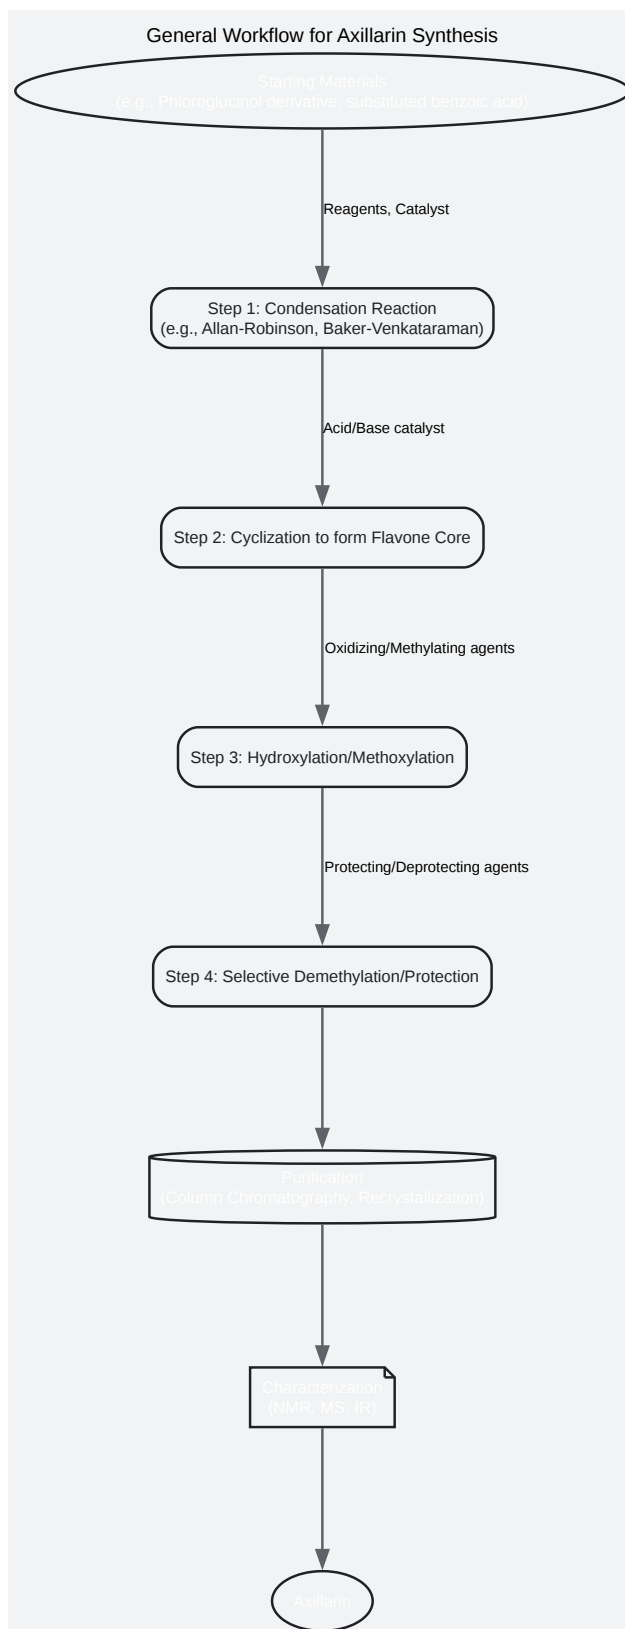 General Workflow for Axillarin Synthesis
Starting Materials
(e.g., Phloroglucinol derivative, substituted benzoic acid)
Reagents, Catalyst
Step 1: Condensation Reaction
(e.g., Allan-Robinson, Baker-Venkataraman)
Acid/Base catalyst
Step 2: Cyclization to form Flavone Core
Oxidizing/Methylating agents
Step 3: Hydroxylation/Methoxylation
Protecting/Deprotecting agents
Step 4: Selective Demethylation/Protection
Purification
(Column Chromatography, Recrystallization)
Characterization
(NMR, MS, IR)
Axillarin